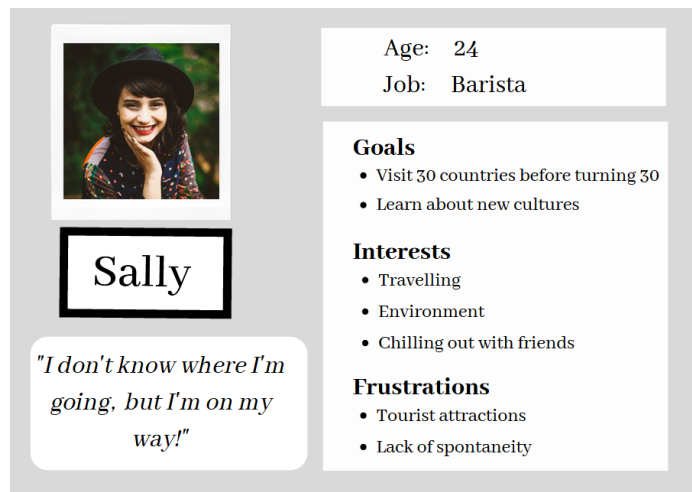 Sally
"I don't know where I'm
going, but I'm on my
way!"
Age: 24
Job: Barista
Goals
• Visit 30 countries before turning 30
• Learn about new cultures
Interests
• Travelling
• Environment
• Chilling out with friends
Frustrations
• Tourist attractions
• Lack of spontaneity